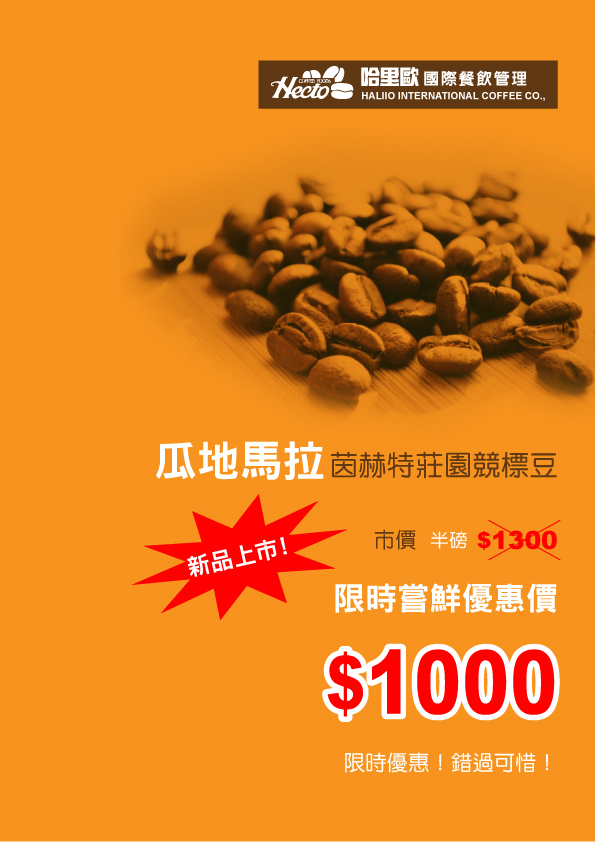 COFFEE FOODS
Hecto
哈里歐 國際餐飲管理
HALIIO INTERNATIONAL COFFEE CO.,
瓜地馬拉 茵赫特莊園競標豆
新品上市!
市價 半磅 $1300
限時嘗鮮優惠價
$1000
限時優惠！錯過可惜！